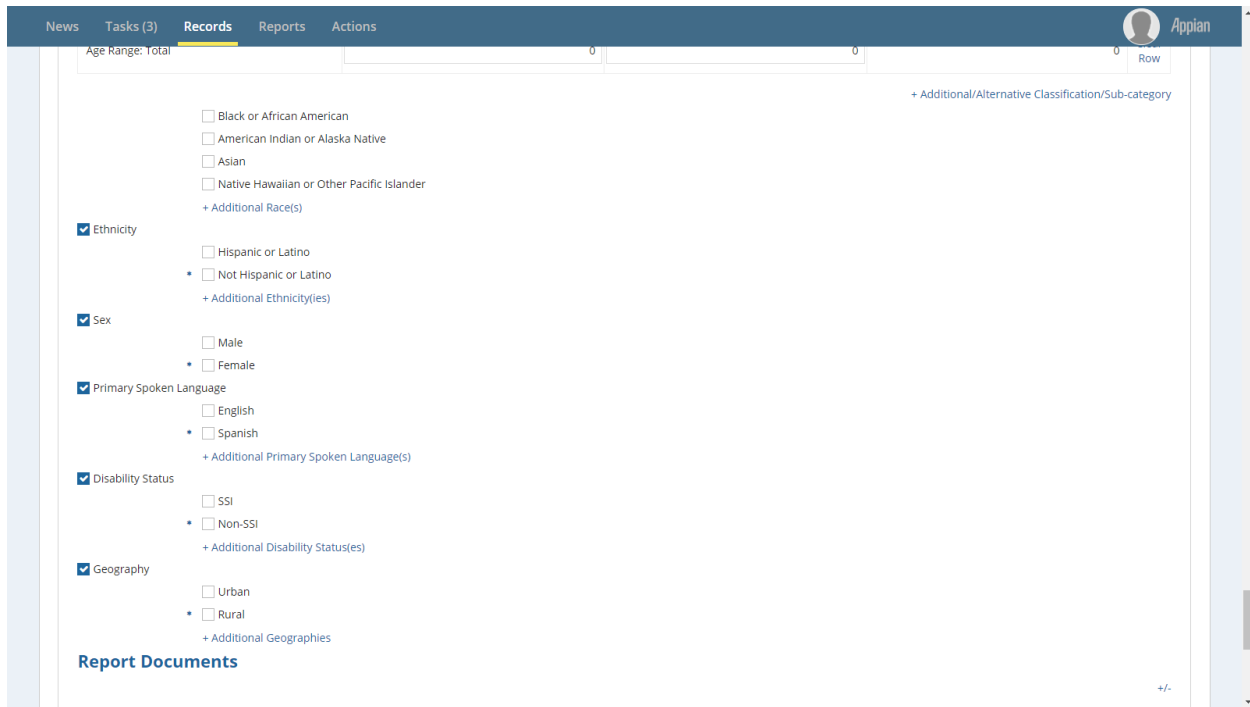 News Tasks (3) Records Reports Actions Appian
Age Range: Total 0 0 0
Row
+ Additional/Alternative Classification/Sub-category
Black or African American
American Indian or Alaska Native
Asian
Native Hawaiian or Other Pacific Islander
+ Additional Race(s)
Ethnicity
Hispanic or Latino
* Not Hispanic or Latino
+ Additional Ethnicity(ies)
Sex
Male
* Female
Primary Spoken Language
English
* Spanish
+ Additional Primary Spoken Language(s)
Disability Status
SSI
* Non-SSI
+ Additional Disability Status(es)
Geography
Urban
* Rural
+ Additional Geographies
Report Documents
+/-